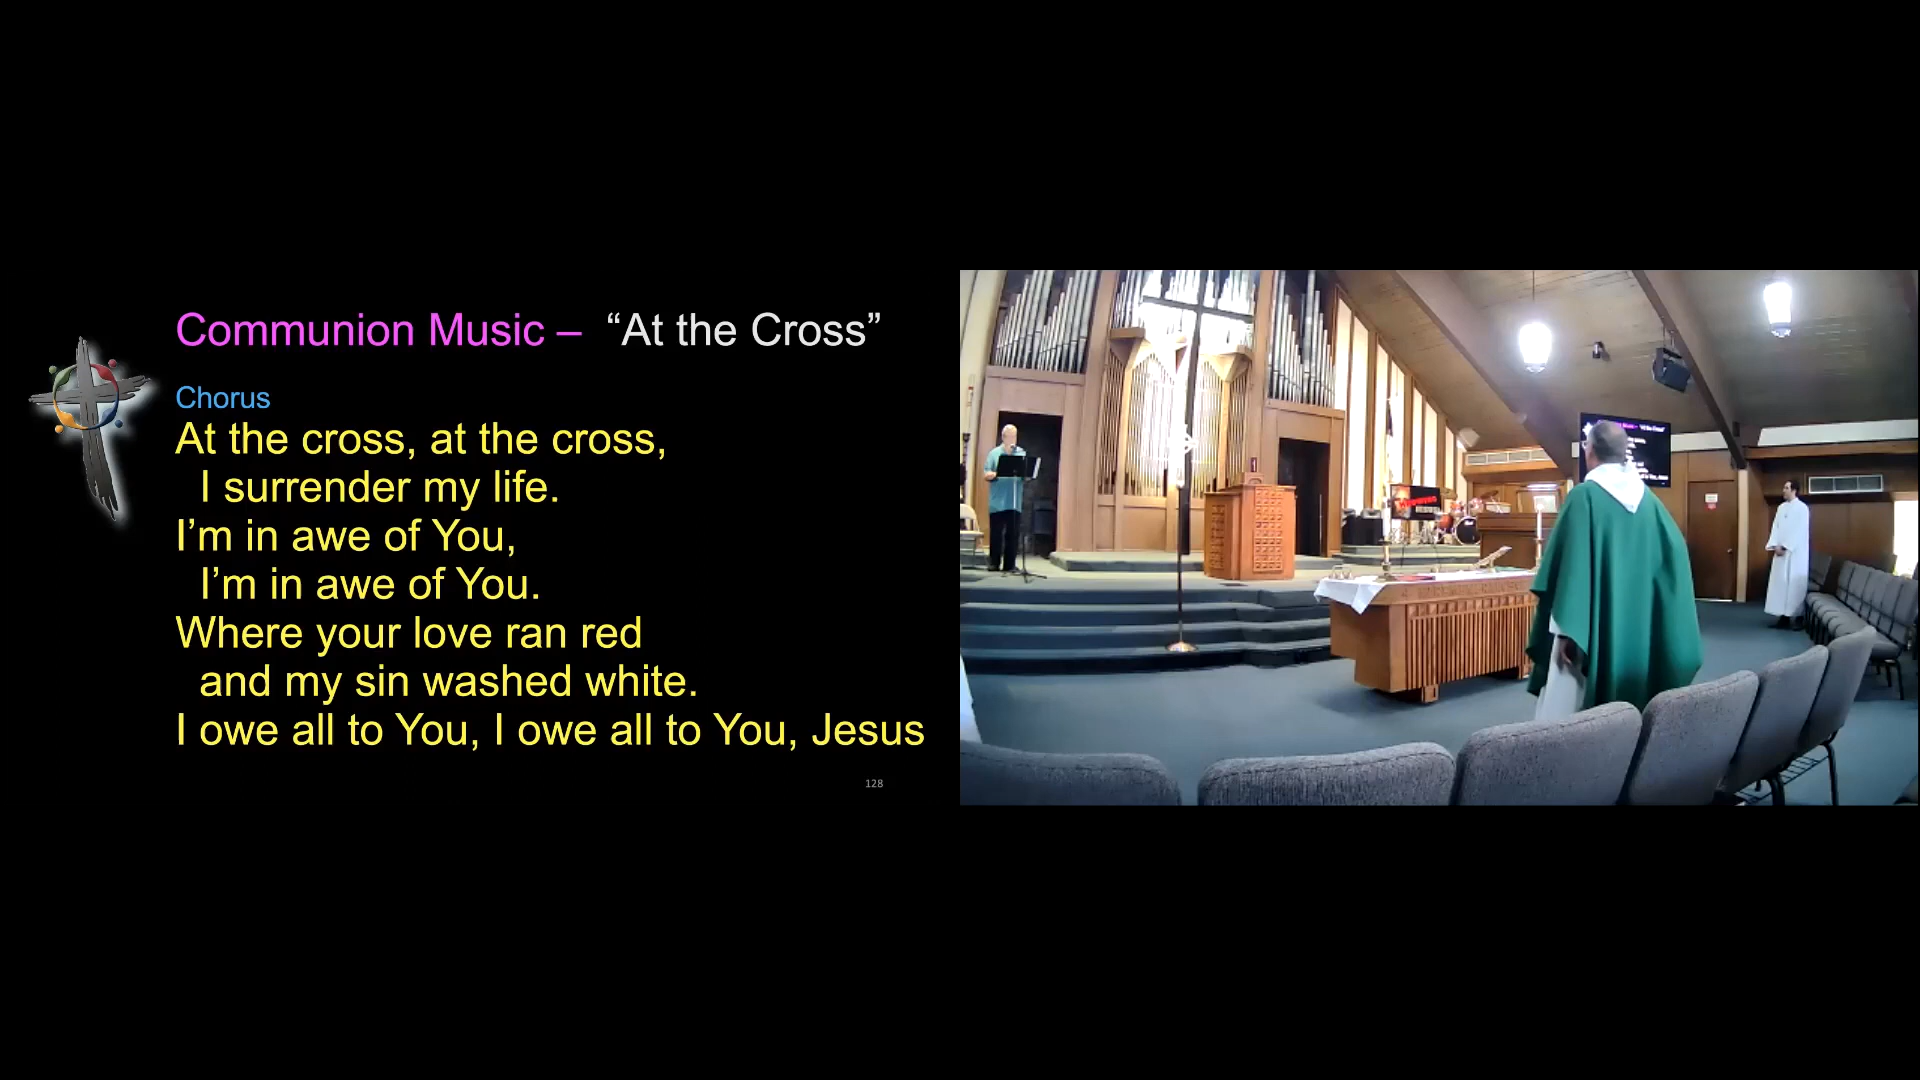 Communion Music – “At the Cross”
Chorus
At the cross, at the cross,
I surrender my life.
I’m in awe of You,
I’m in awe of You.
Where your love ran red
and my sin washed white.
I owe all to You, I owe all to You, Jesus
128